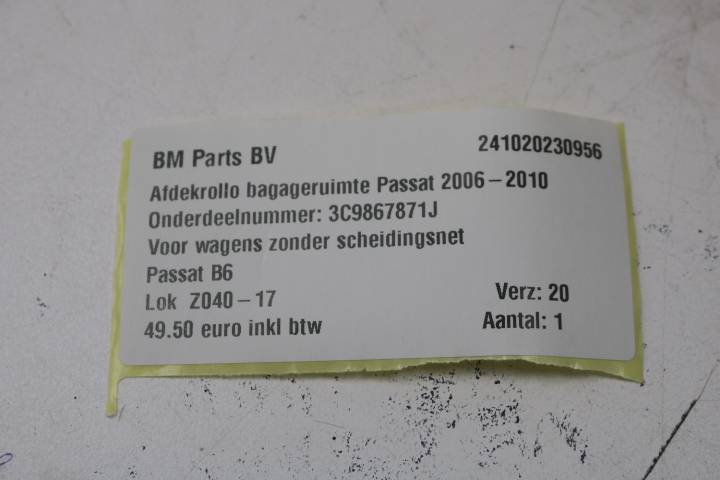 BM Parts BV 241020230956
Afdekrollo bagageruimte Passat 2006-2010
Onderdeelnummer: 3C9867871J
Voor wagens zonder scheidingsnet
Passat B6
Lok Z040-17 Verz: 20
49.50 euro inkl btw Aantal: 1